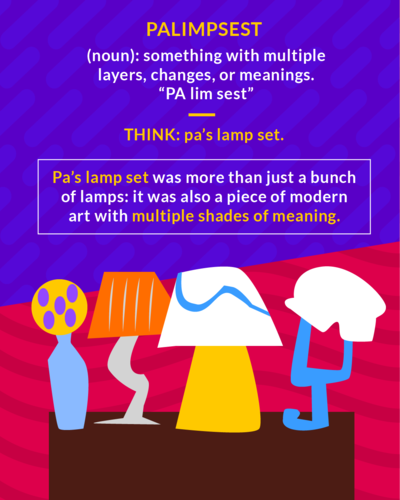 PALIMPSEST
(noun): something with multiple
layers, changes, or meanings.
“PA lim sest”
THINK: pa’s lamp set.
Pa’s lamp set was more than just a bunch
of lamps: it was also a piece of modern
art with multiple shades of meaning.